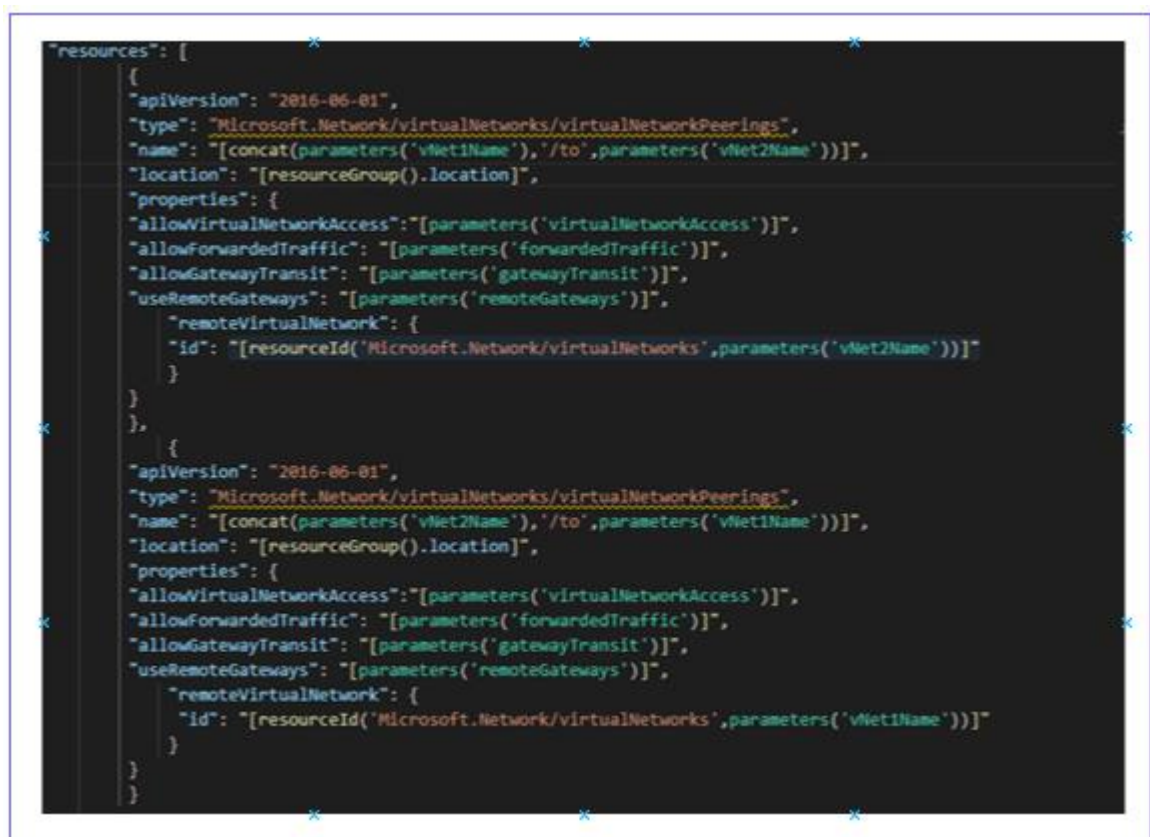 "resources": [
{
"apiVersion": "2016-06-01",
"type": "Microsoft.Network/virtualNetworks/virtualNetworkPeerings",
"name": "[concat(parameters('vNet1Name'),'/to',parameters('vNet2Name'))]",
"location": "[resourceGroup().location]",
"properties": {
"allowVirtualNetworkAccess":"[parameters('virtualNetworkAccess')]",
"allowForwardedTraffic": "[parameters('forwardedTraffic')]",
"allowGatewayTransit": "[parameters('gatewayTransit')]",
"useRemoteGateways": "[parameters('remoteGateways')]",
"remoteVirtualNetwork": {
"id": "[resourceId('Microsoft.Network/virtualNetworks',parameters('vNet2Name'))]"
}
}
},
{
"apiVersion": "2016-06-01",
"type": "Microsoft.Network/virtualNetworks/virtualNetworkPeerings",
"name": "[concat(parameters('vNet2Name'),'/to',parameters('vNet1Name'))]",
"location": "[resourceGroup().location]",
"properties": {
"allowVirtualNetworkAccess":"[parameters('virtualNetworkAccess')]",
"allowForwardedTraffic": "[parameters('forwardedTraffic')]",
"allowGatewayTransit": "[parameters('gatewayTransit')]",
"useRemoteGateways": "[parameters('remoteGateways')]",
"remoteVirtualNetwork": {
"id": "[resourceId('Microsoft.Network/virtualNetworks',parameters('vNet1Name'))]"
}
}
}